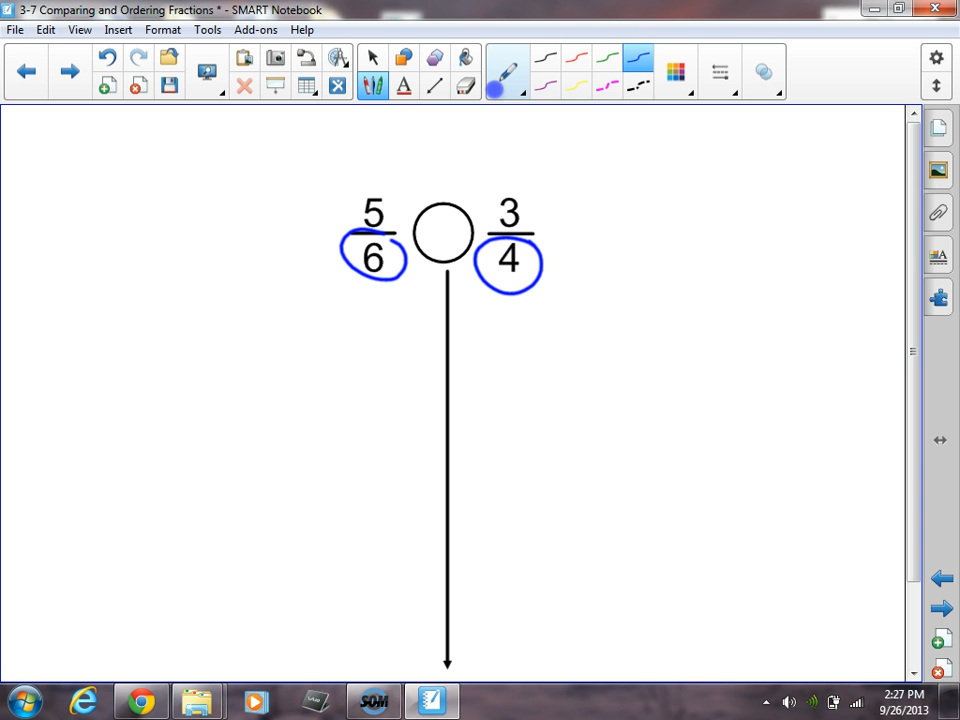 3-7 Comparing and Ordering Fractions * - SMART Notebook
File Edit View Insert Format Tools Add-ons Help
A
A
5 3
6 4
SOM
2:27 PM
9/26/2013